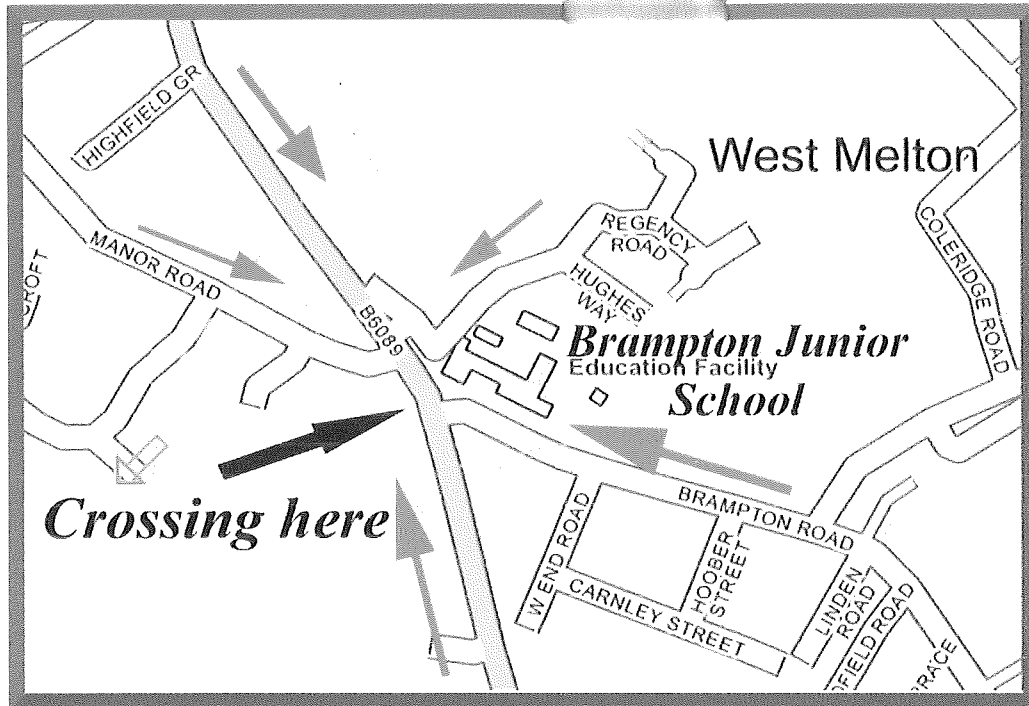 HIGHFIELD GR
West Melton
MANOR ROAD
REGENCY
ROAD
COLERIDGE ROAD
HUGHES
WAY
B6089
Brampton Junior
Education Facility
School
Crossing here
BRAMPTON ROAD
W END ROAD
HOOBER
STREET
CARNLEY STREET
LINDEN
ROAD